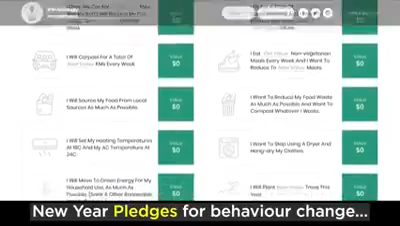 I Will Carpool For A Total Of
KMs Every Week
VALUE
$0
I Eat
Non-vegetarian
Meals Every Week And I Want
To Reduce To
Meals.
VALUE
$0
I Will Source My Food From Local
Sources As Much As Possible.
VALUE
$0
I Want To Reduce My Food Waste
As Much As Possible And Want To
Compost Whatever I Waste.
VALUE
$0
I Will Set My Heating Temperature
At 18C And My AC Temperature At
24C.
VALUE
$0
I Want To Stop Using A Dryer And
Hang-dry My Clothes.
VALUE
$0
I Will Move To Green Energy For My
Household Use, As Much As
VALUE
$0
I Will Plant
Trees This Year
VALUE
$0
New Year Pledges for behaviour change...